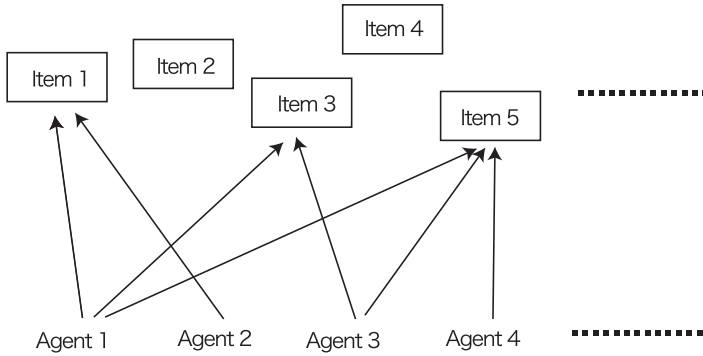 Item 4
Item 1
Item 2
Item 3
Item 5
Agent 1
Agent 2
Agent 3
Agent 4